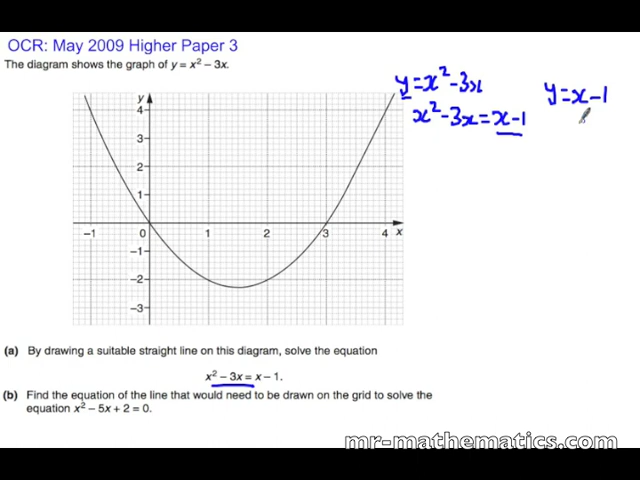 OCR: May 2009 Higher Paper 3
The diagram shows the graph of y = x² – 3x.
y = x² – 3x
y = x – 1
x² – 3x = x – 1
y
4
3
2
1
–1 0 1 2 3 4 x
–1
–2
–3
(a) By drawing a suitable straight line on this diagram, solve the equation
x² – 3x = x – 1.
(b) Find the equation of the line that would need to be drawn on the grid to solve the
equation x² – 5x + 2 = 0.
mr-mathematics.com